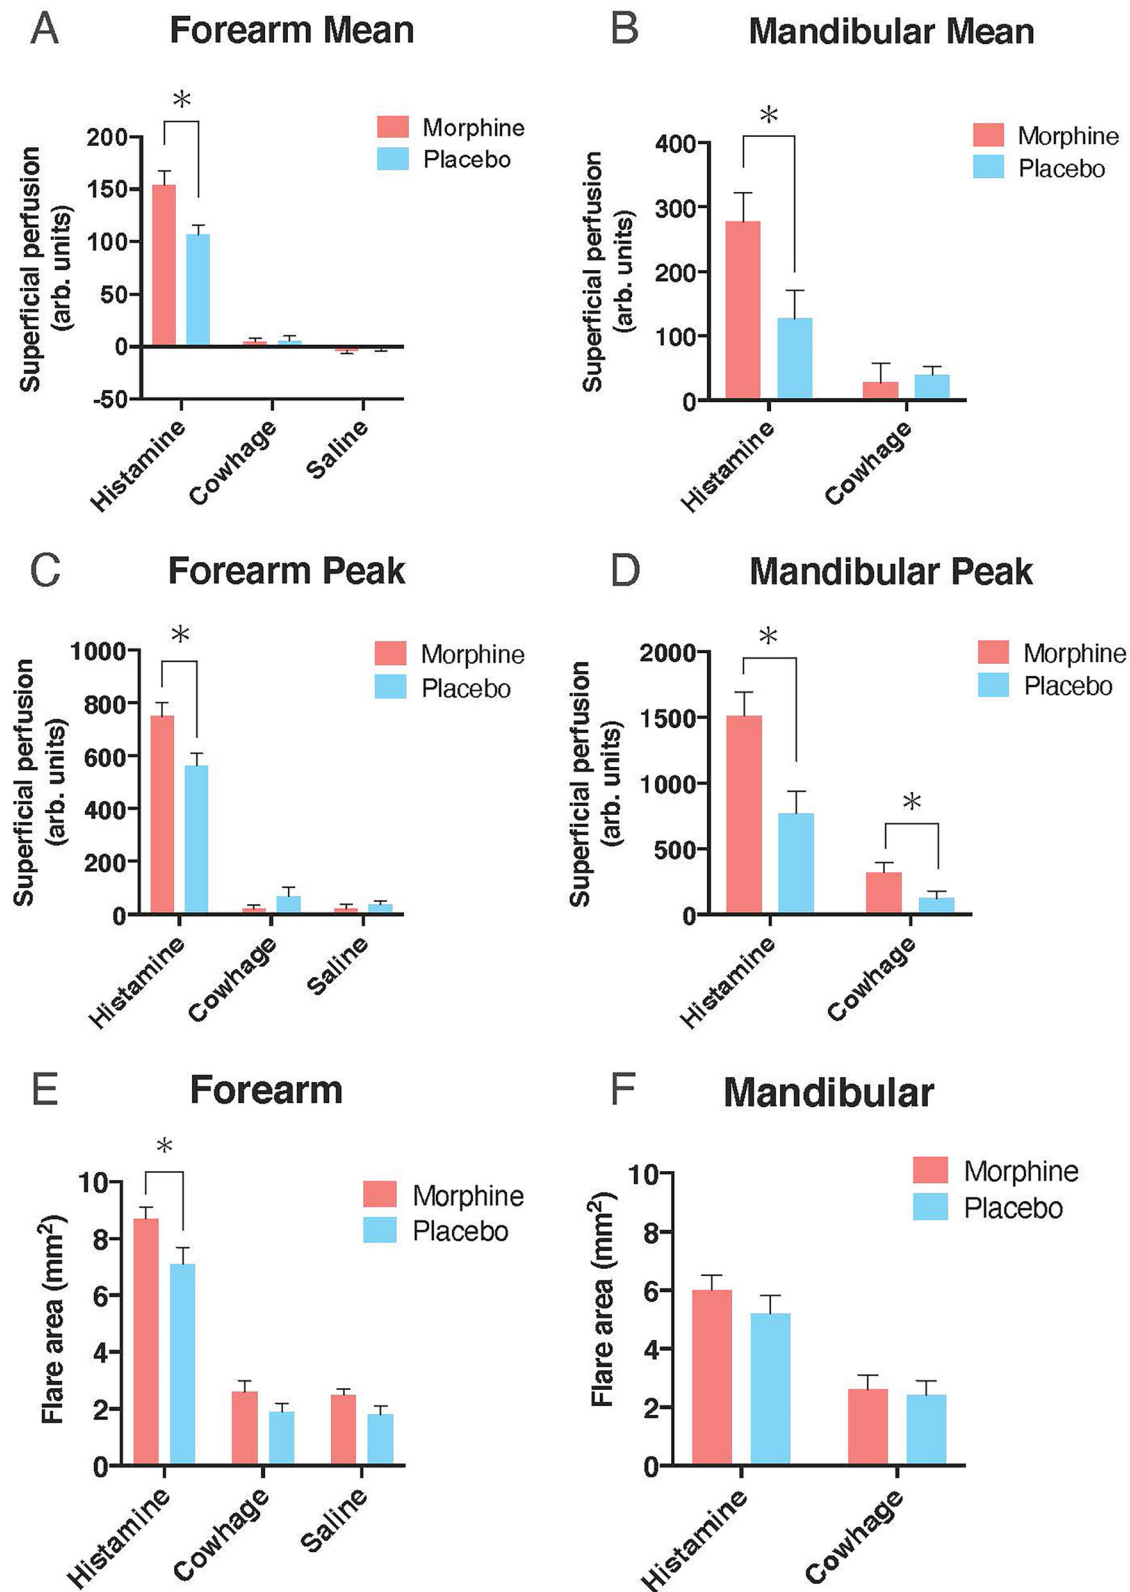 A Forearm Mean
*
Morphine
Placebo
Superficial perfusion
(arb. units)
200
150
100
50
0
-50
Histamine Cowhage Saline
B Mandibular Mean
*
Morphine
Placebo
Superficial perfusion
(arb. units)
400
300
200
100
0
Histamine Cowhage
C Forearm Peak
*
Morphine
Placebo
Superficial perfusion
(arb. units)
1000
800
600
400
200
0
Histamine Cowhage Saline
D Mandibular Peak
*
*
Morphine
Placebo
Superficial perfusion
(arb. units)
2000
1500
1000
500
0
Histamine Cowhage
E Forearm
*
Morphine
Placebo
Flare area (mm²)
10
8
6
4
2
0
Histamine Cowhage Saline
F Mandibular
Morphine
Placebo
Flare area (mm²)
10
8
6
4
2
0
Histamine Cowhage